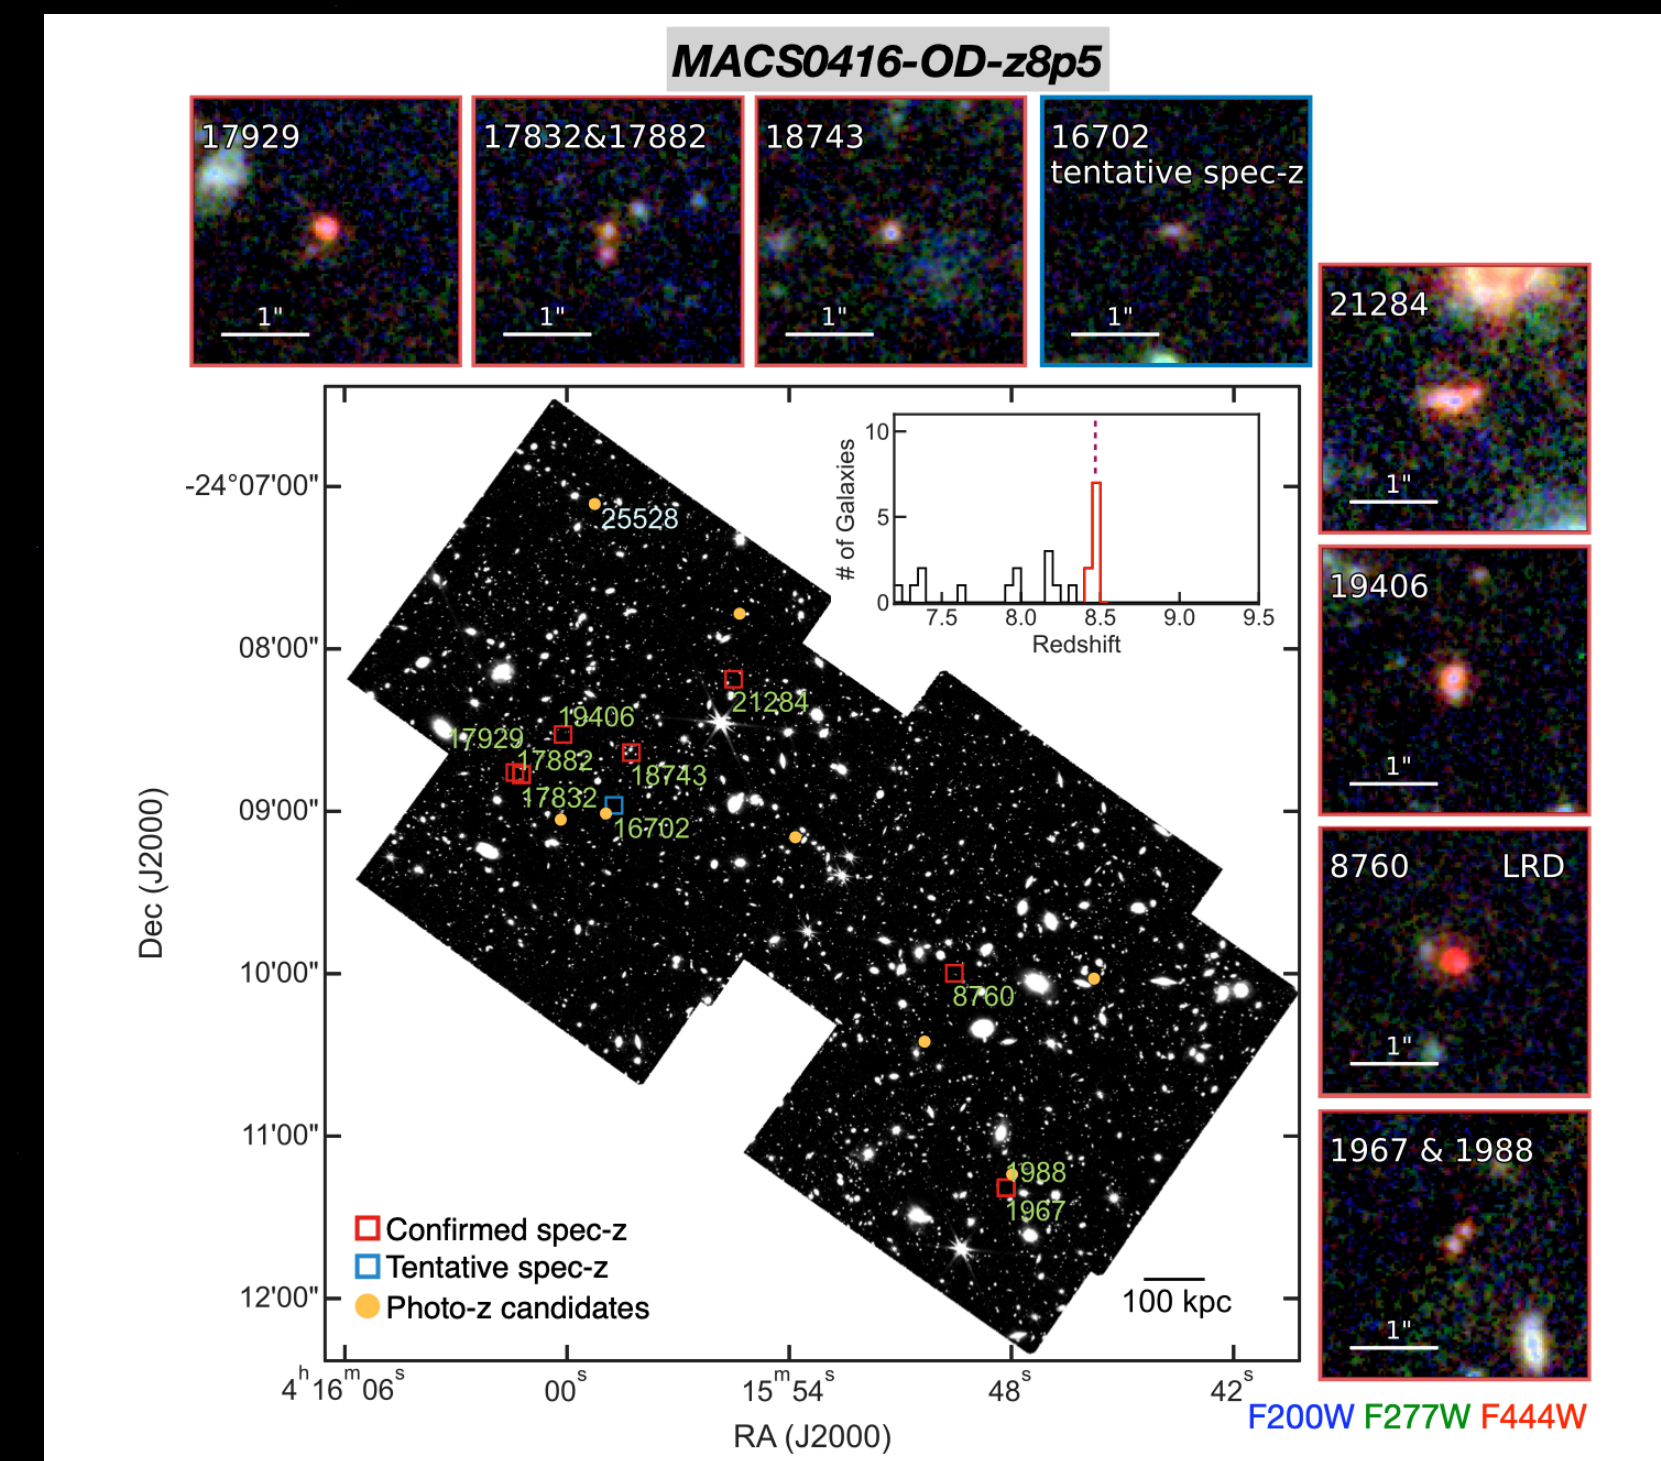 MACS0416-OD-z8p5
17929
1"
17832&17882
1"
18743
1"
16702
tentative spec-z
1"
21284
1"
19406
1"
8760 LRD
1"
1967 & 1988
1"
F200W F277W F444W
# of Galaxies
10
5
0
7.5 8.0 8.5 9.0 9.5
Redshift
Dec (J2000)
-24°07'00"
08'00"
09'00"
10'00"
11'00"
12'00"
25528
21284
19406
17929
17882
18743
17832
16702
8760
1988
1967
Confirmed spec-z
Tentative spec-z
Photo-z candidates
100 kpc
4h16m06s 00s 15m54s 48s 42s
RA (J2000)